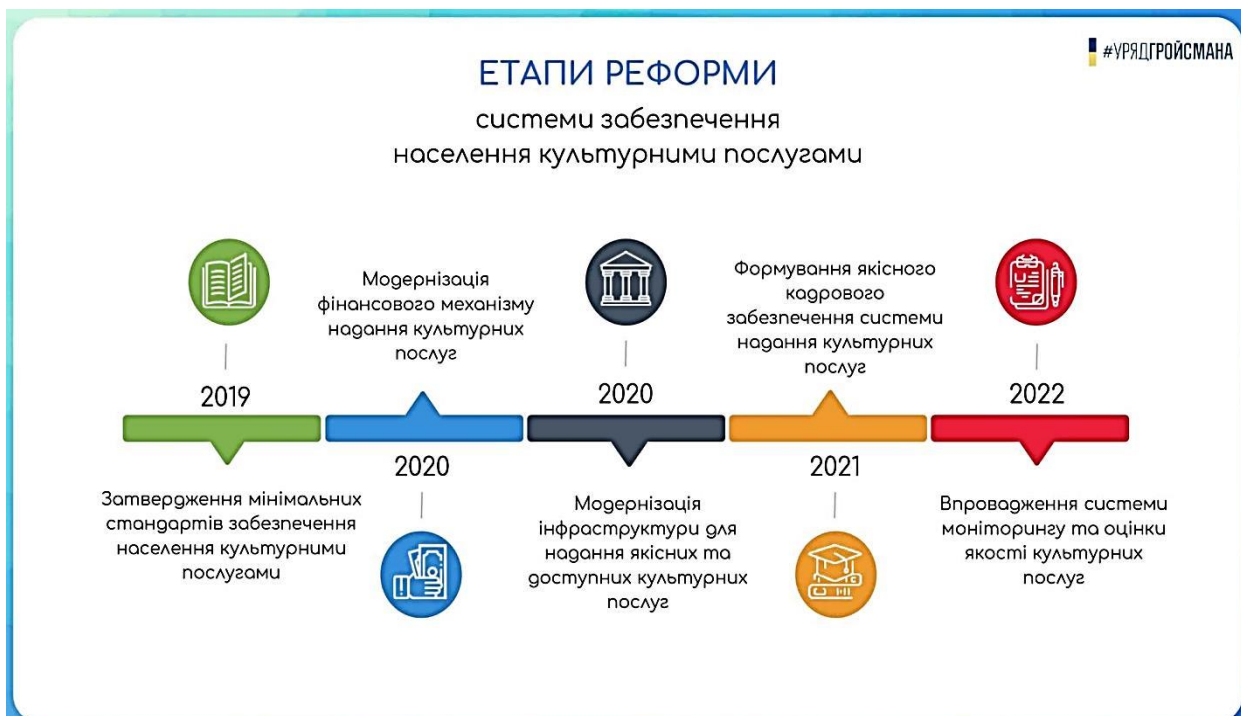 #УРЯДГРОЙСМАНА
ЕТАПИ РЕФОРМИ
системи забезпечення
населення культурними послугами
2019
Затвердження мінімальних
стандартів забезпечення
населення культурними
послугами
Модернізація
фінансового механізму
надання культурних
послуг
2020
2020
Модернізація
інфраструктури для
надання якісних та
доступних культурних
послуг
Формування якісного
кадрового
забезпечення системи
надання культурних
послуг
2021
2022
Впровадження системи
моніторингу та оцінки
якості культурних
послуг